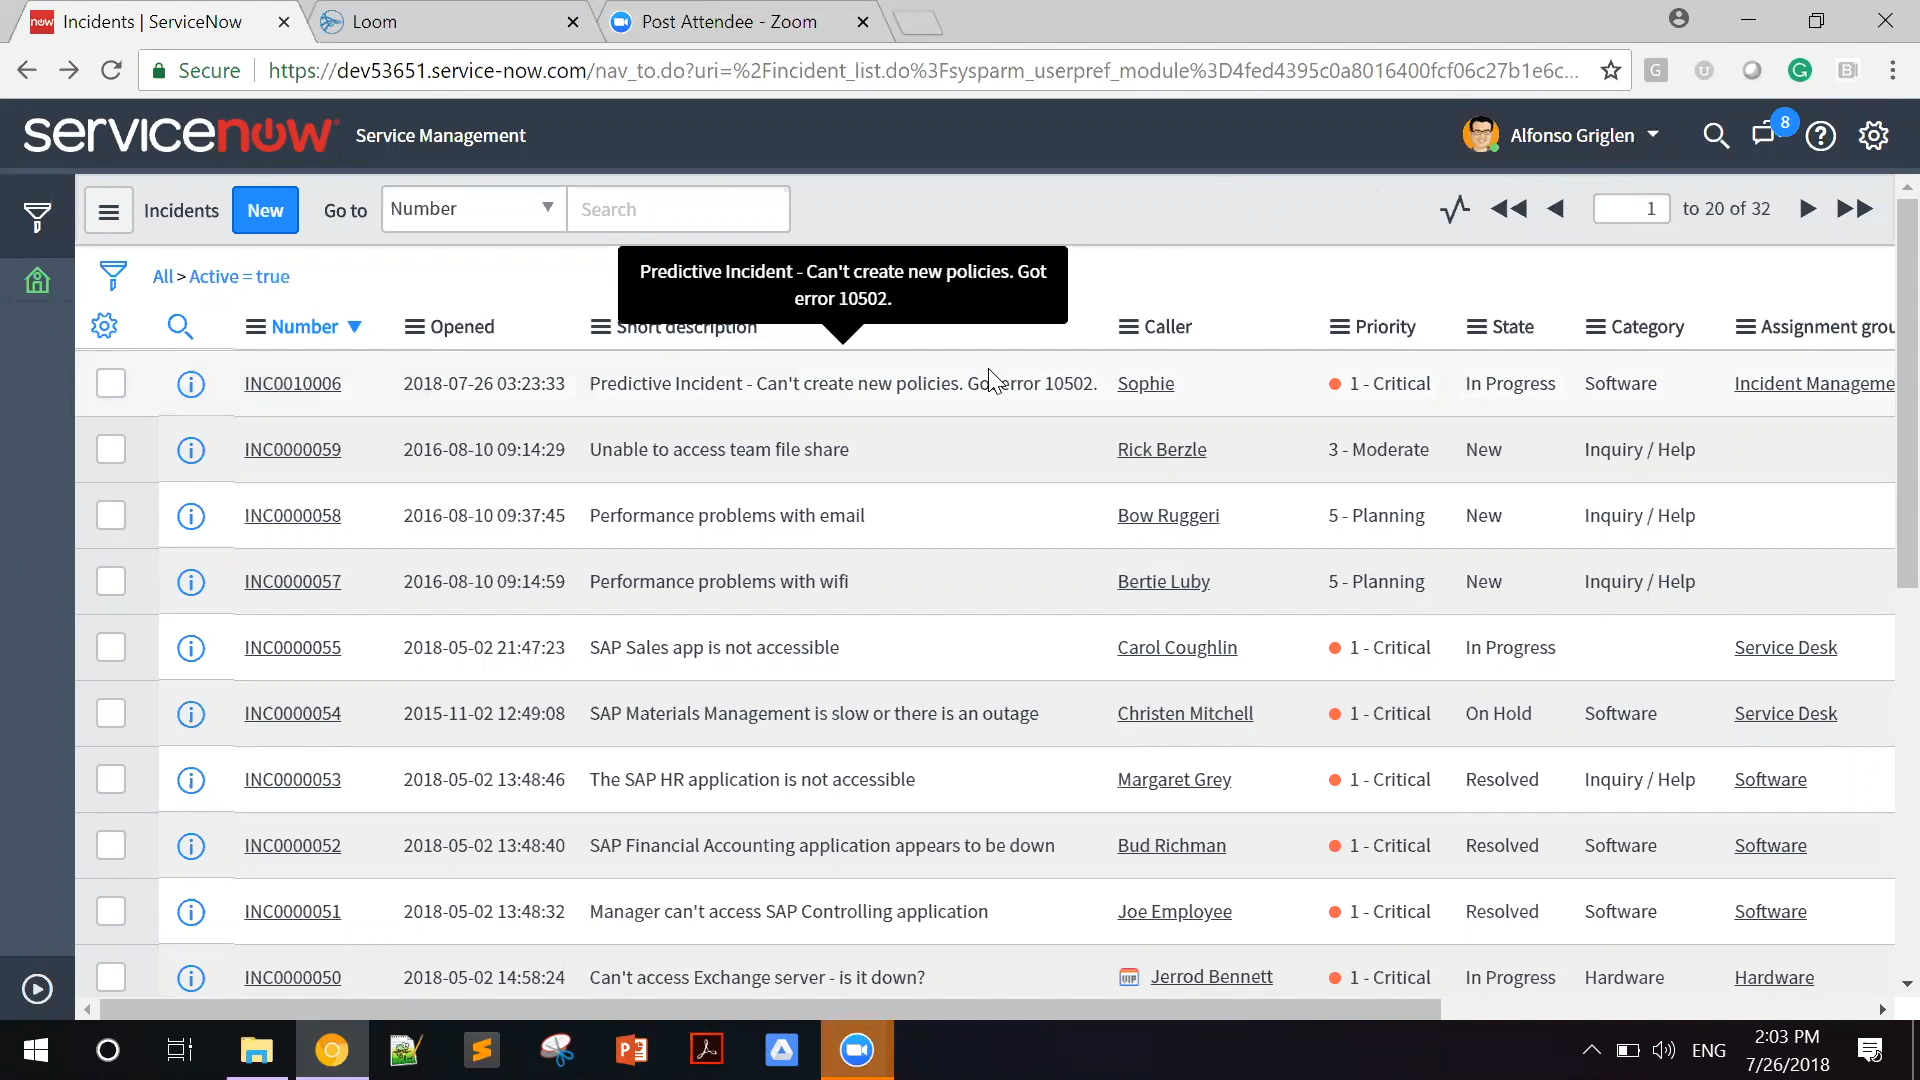 Incidents | ServiceNow
Loom
Post Attendee - Zoom
Secure
https://dev53651.service-now.com/nav_to.do?uri=%2Fincident_list.do%3Fsysparm_userpref_module%3D4fed4395c0a8016400fcf06c27b1e6c...
servicenow Service Management
Alfonso Griglen
8
Incidents
New
Go to
Number
Search
1
to 20 of 32
All > Active = true
Predictive Incident - Can't create new policies. Got
error 10502.
Number Opened Short description Caller Priority State Category Assignment grou
INC0010006 2018-07-26 03:23:33 Predictive Incident - Can't create new policies. Go error 10502. Sophie 1 - Critical In Progress Software Incident Manageme
INC0000059 2016-08-10 09:14:29 Unable to access team file share Rick Berzle 3 - Moderate New Inquiry / Help
INC0000058 2016-08-10 09:37:45 Performance problems with email Bow Ruggeri 5 - Planning New Inquiry / Help
INC0000057 2016-08-10 09:14:59 Performance problems with wifi Bertie Luby 5 - Planning New Inquiry / Help
INC0000055 2018-05-02 21:47:23 SAP Sales app is not accessible Carol Coughlin 1 - Critical In Progress Service Desk
INC0000054 2015-11-02 12:49:08 SAP Materials Management is slow or there is an outage Christen Mitchell 1 - Critical On Hold Software Service Desk
INC0000053 2018-05-02 13:48:46 The SAP HR application is not accessible Margaret Grey 1 - Critical Resolved Inquiry / Help Software
INC0000052 2018-05-02 13:48:40 SAP Financial Accounting application appears to be down Bud Richman 1 - Critical Resolved Software Software
INC0000051 2018-05-02 13:48:32 Manager can't access SAP Controlling application Joe Employee 1 - Critical Resolved Software Software
INC0000050 2018-05-02 14:58:24 Can't access Exchange server - is it down? VIP Jerrod Bennett 1 - Critical In Progress Hardware Hardware
ENG
2:03 PM
7/26/2018